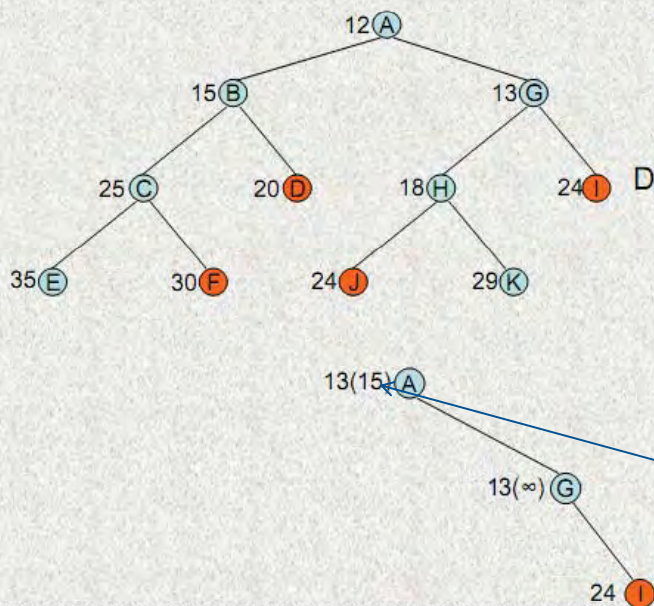 12 A
15 B 13 G
25 C 20 D 18 H 24 I D
35 E 30 F 24 J 29 K
13(15) A
13(∞) G
24 I